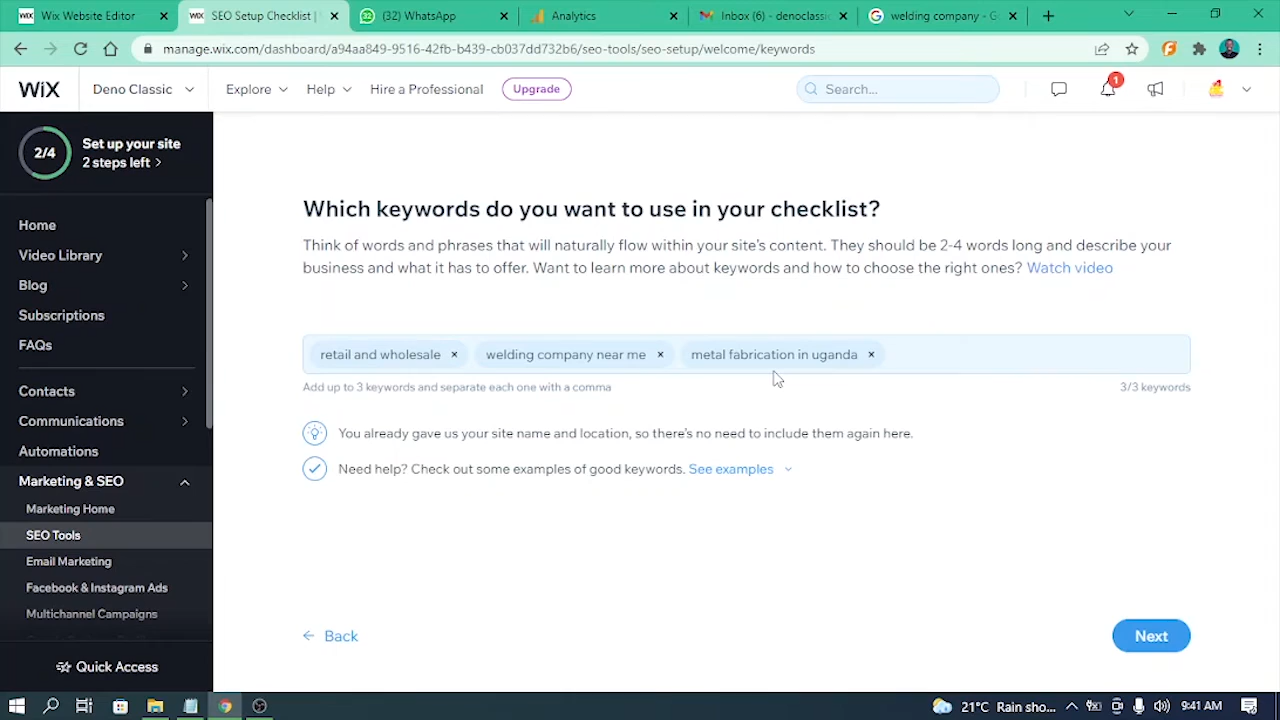 Wix Website Editor
SEO Setup Checklist |
(32) WhatsApp
Analytics
Inbox (6) - denoclassic
welding company - G
manage.wix.com/dashboard/a94aa849-9516-42fb-b439-cb037dd732b6/seo-tools/seo-setup/welcome/keywords
WiX
Deno Classic
Explore
Help
Hire a Professional
Upgrade
Search...
1
2/4
Set up your site
2 steps left >
Home
Video Library
Blog
Subscriptions
FAQs
Contacts
Communications
Automations
Marketing & SEO
Marketing Home
SEO Tools
Email Marketing
Facebook & Instagram Ads
Multichannel Campaigns
Quick Access
Which keywords do you want to use in your checklist?
Think of words and phrases that will naturally flow within your site's content. They should be 2-4 words long and describe your
business and what it has to offer. Want to learn more about keywords and how to choose the right ones? Watch video
retail and wholesale × welding company near me × metal fabrication in uganda ×
Add up to 3 keywords and separate each one with a comma
3/3 keywords
You already gave us your site name and location, so there's no need to include them again here.
Need help? Check out some examples of good keywords. See examples
Back
Next
21°C Rain sho...
9:41 AM